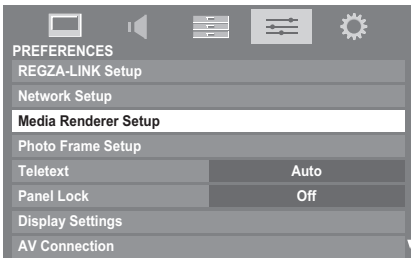 PREFERENCES
REGZA-LINK Setup
Network Setup
Media Renderer Setup
Photo Frame Setup
Teletext Auto
Panel Lock Off
Display Settings
AV Connection